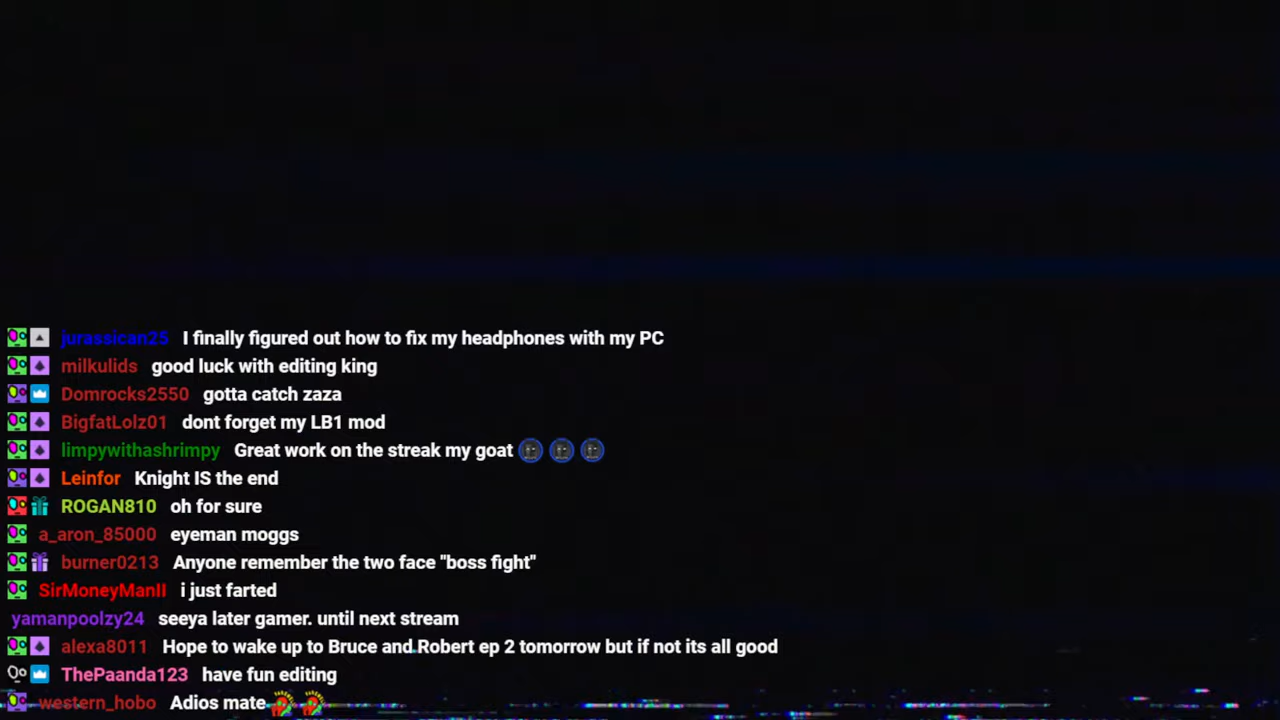 jurassican25 I finally figured out how to fix my headphones with my PC
milkulids good luck with editing king
Domrocks2550 gotta catch zaza
BigfatLolz01 dont forget my LB1 mod
limpywithashrimpy Great work on the streak my goat
Leinfor Knight IS the end
ROGAN810 oh for sure
a_aron_85000 eyeman moggs
burner0213 Anyone remember the two face "boss fight"
SirMoneyManII i just farted
yamanpoolzy24 seeya later gamer. until next stream
alexa8011 Hope to wake up to Bruce and Robert ep 2 tomorrow but if not its all good
ThePaanda123 have fun editing
western_hobo Adios mate